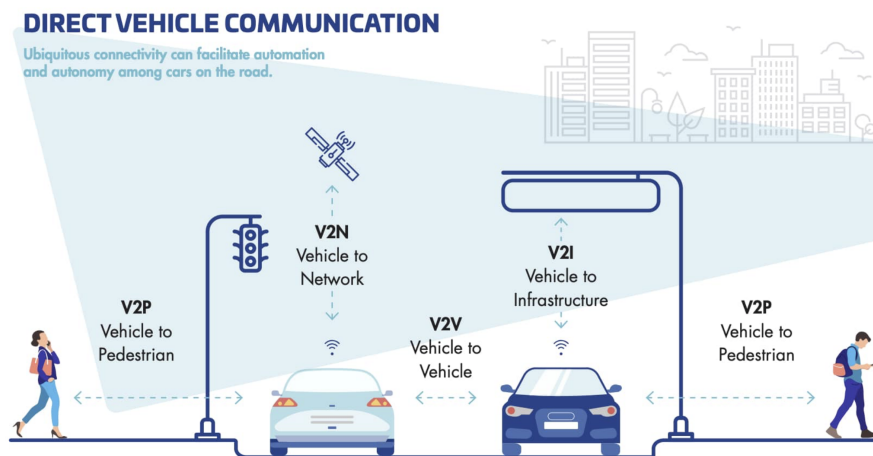 DIRECT VEHICLE COMMUNICATION
Ubiquitous connectivity can facilitate automation
and autonomy among cars on the road.
V2N
Vehicle to
Network
V2I
Vehicle to
Infrastructure
V2P
Vehicle to
Pedestrian
V2V
Vehicle to
Vehicle
V2P
Vehicle to
Pedestrian